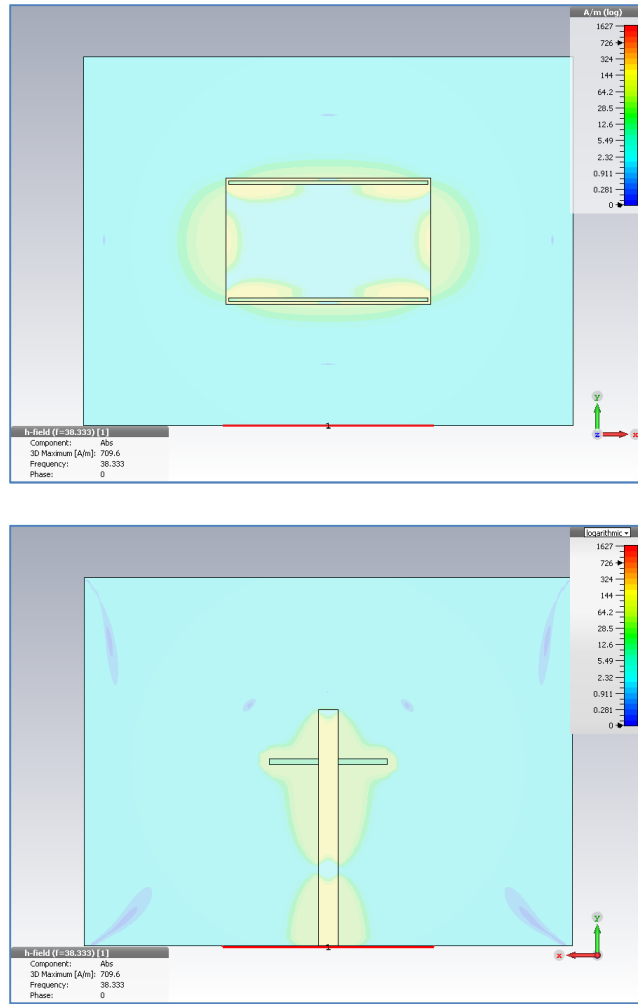 A/m (log)
1627
726
324
144
64.2
28.5
12.6
5.49
2.32
0.911
0.281
0
y
z x
1
h-field (f=38.333) [1]
Component: Abs
3D Maximum [A/m]: 709.6
Frequency: 38.333
Phase: 0
logarithmic
1627
726
324
144
64.2
28.5
12.6
5.49
2.32
0.911
0.281
0
y
x
1
h-field (f=38.333) [1]
Component: Abs
3D Maximum [A/m]: 709.6
Frequency: 38.333
Phase: 0